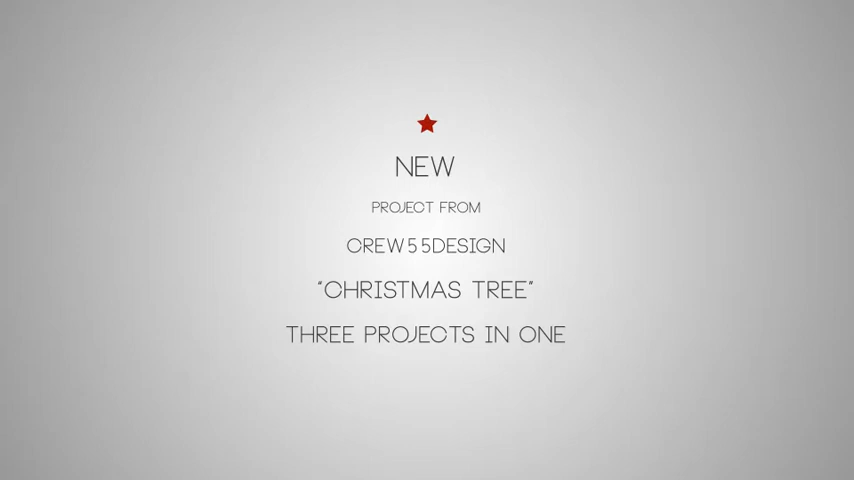 NEW
PROJECT FROM
CREW55DESIGN
"CHRISTMAS TREE"
THREE PROJECTS IN ONE